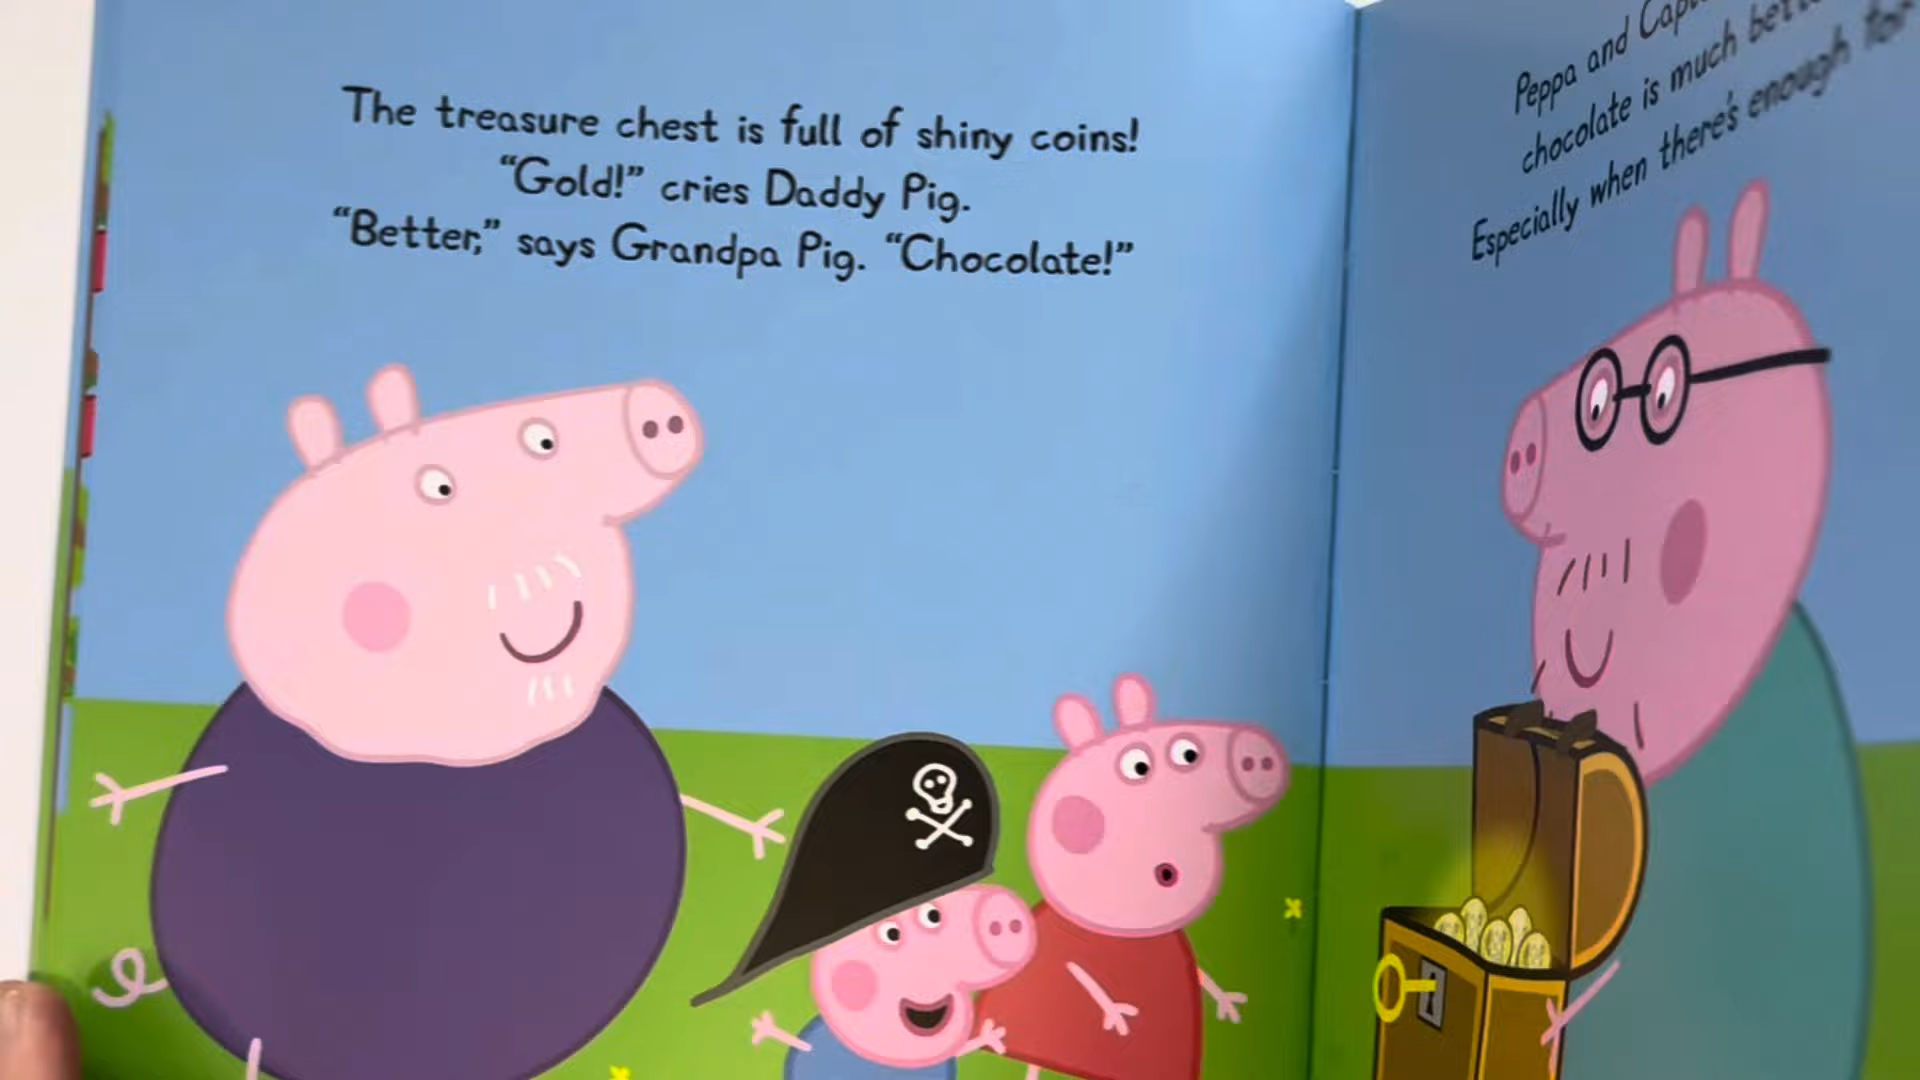 The treasure chest is full of shiny coins!
“Gold!” cries Daddy Pig.
“Better,” says Grandpa Pig. “Chocolate!”
Peppa and
chocolate is much
Especially when there's enough for